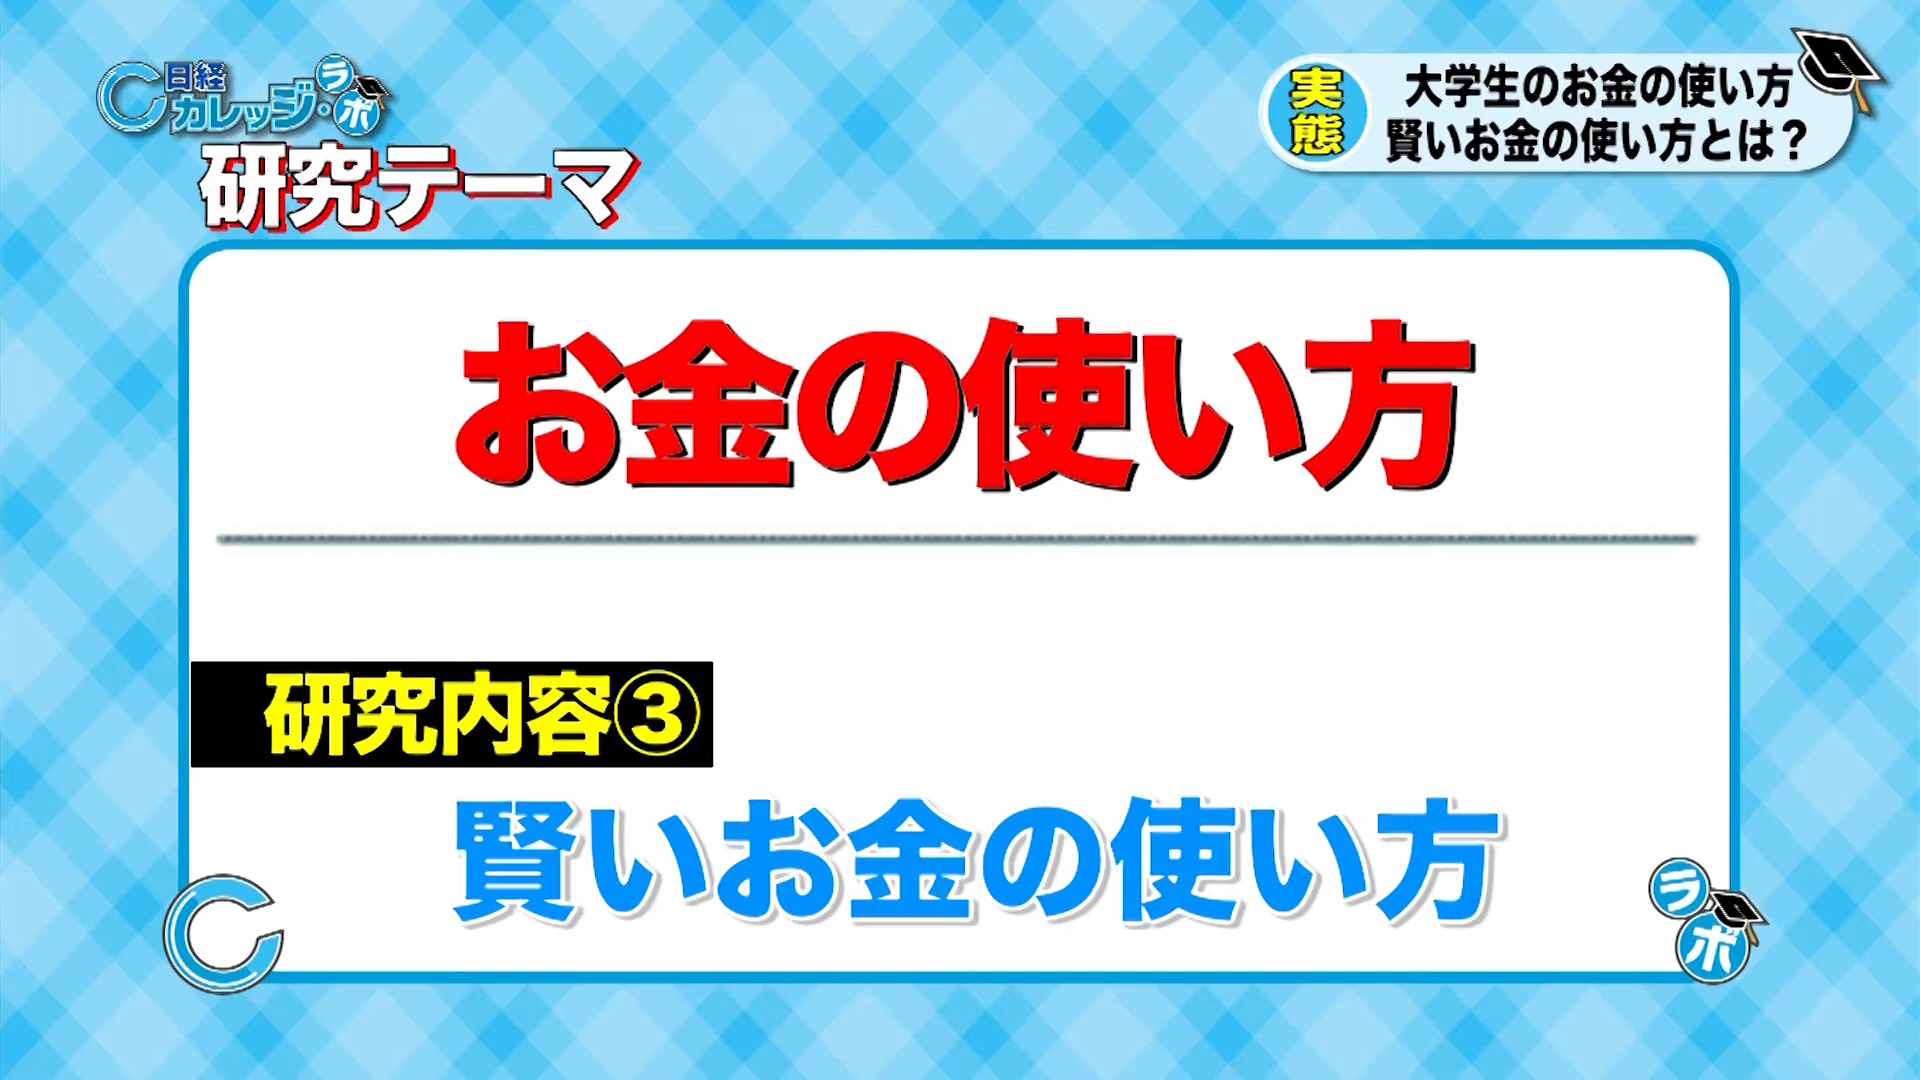 日経
カレッジ・ラボ
実態
大学生のお金の使い方
賢いお金の使い方とは？
研究テーマ
お金の使い方
研究内容③
賢いお金の使い方
C
ラボ